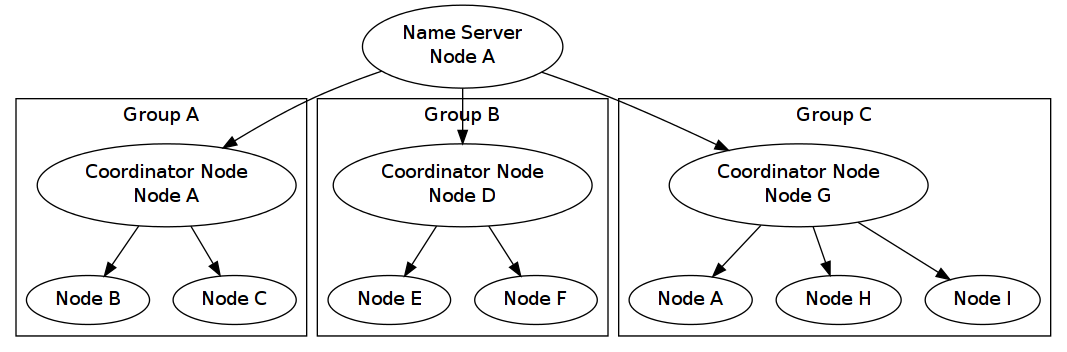 Name Server
Node A
Group A
Group B
Group C
Coordinator Node
Node A
Coordinator Node
Node D
Coordinator Node
Node G
Node B
Node C
Node E
Node F
Node A
Node H
Node I